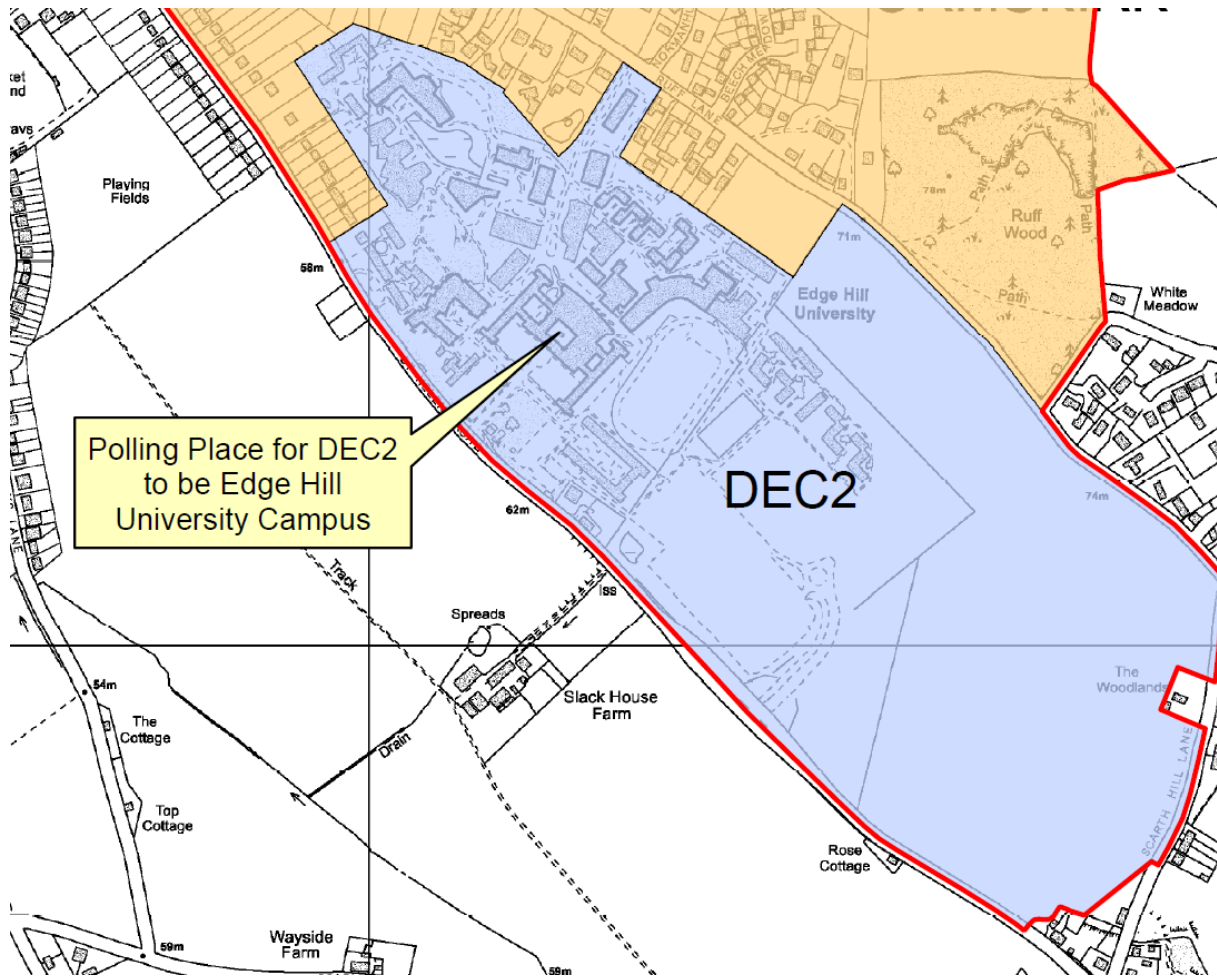 Playing
Fields
58m
RUFF LANE
78m
Path
Path
Ruff
Wood
Path
71m
Edge Hill
University
White
Meadow
Polling Place for DEC2
to be Edge Hill
University Campus
DEC2
74m
62m
LANE
Track
Iss
Spreads
Slack House
Farm
54m
The
Cottage
Drain
The
Woodlands
Top
Cottage
SCARTH HILL LANE
Rose
Cottage
Wayside
Farm
59m
59m